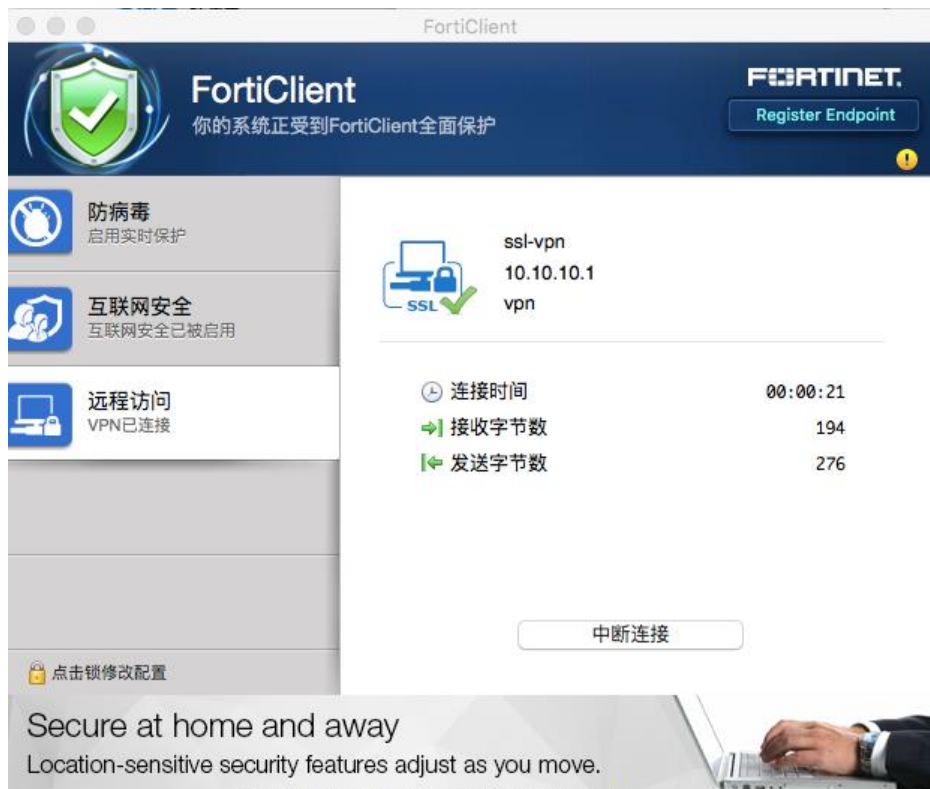 FortiClient
FortiClient
你的系统正受到FortiClient全面保护
FORTINET.
Register Endpoint
防病毒
启用实时保护
互联网安全
互联网安全已被启用
远程访问
VPN已连接
点击锁修改配置
SSL
ssl-vpn
10.10.10.1
vpn
连接时间 00:00:21
接收字节数 194
发送字节数 276
中断连接
Secure at home and away
Location-sensitive security features adjust as you move.